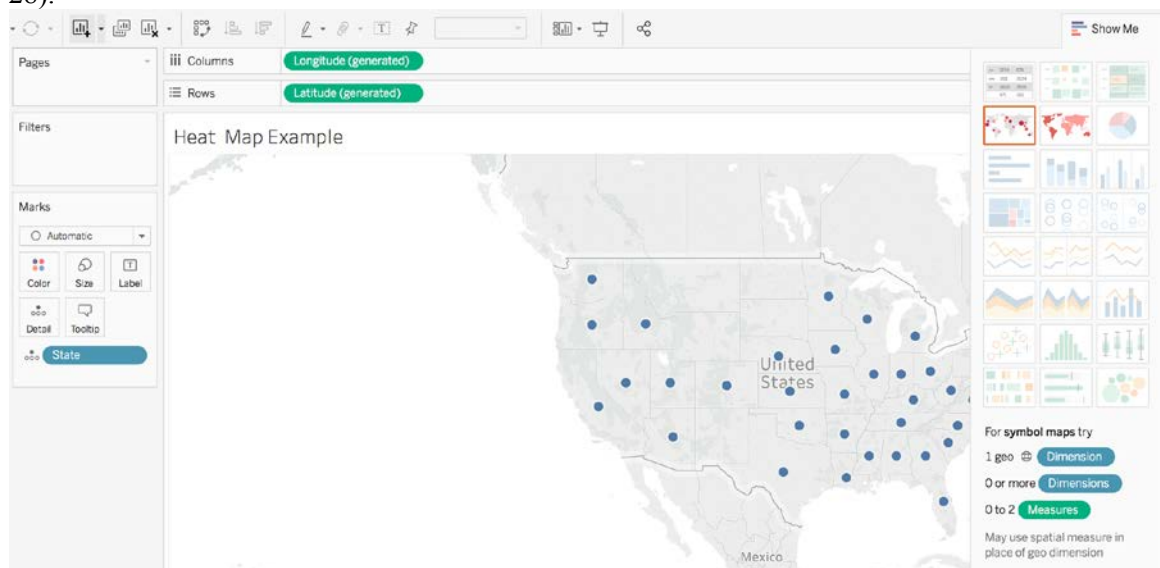 20).
Show Me
Pages
Columns
Longitude (generated)
Rows
Latitude (generated)
Filters
Heat Map Example
Marks
Automatic
Color
Size
Label
Detail
Tooltip
State
United
States
Mexico
For symbol maps try
1 geo Dimension
0 or more Dimensions
0 to 2 Measures
May use spatial measure in
place of geo dimension